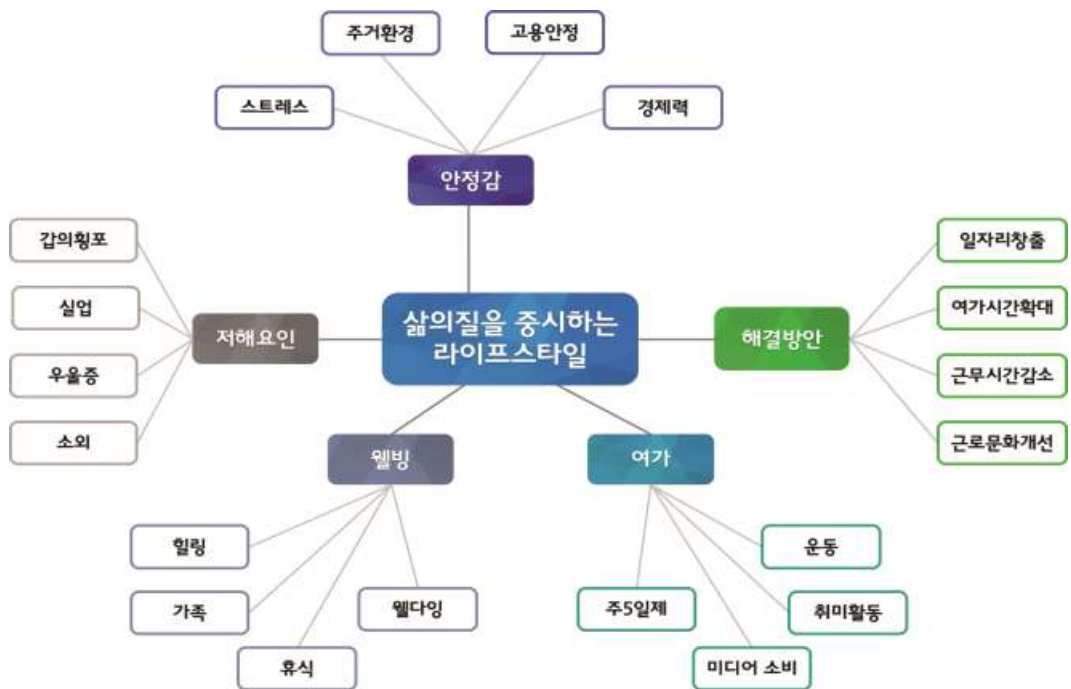 주거환경
고용안정
스트레스
경제력
안정감
갑의횡포
실업
우울증
소외
저해요인
삶의질을 중시하는
라이프스타일
해결방안
일자리창출
여가시간확대
근무시간감소
근로문화개선
웰빙
힐링
가족
휴식
웰다잉
여가
주5일제
미디어 소비
취미활동
운동